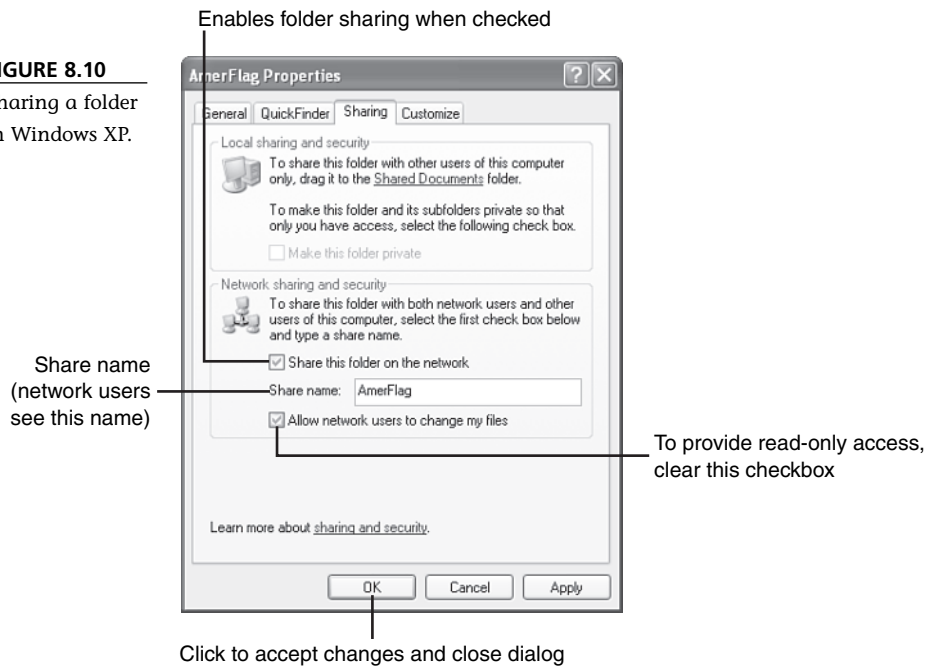 Enables folder sharing when checked
IGURE 8.10
haring a folder
n Windows XP.
AmerFlag Properties
General QuickFinder Sharing Customize
Local sharing and security
To share this folder with other users of this computer
only, drag it to the Shared Documents folder.
To make this folder and its subfolders private so that
only you have access, select the following check box.
Make this folder private
Network sharing and security
To share this folder with both network users and other
users of this computer, select the first check box below
and type a share name.
Share this folder on the network
Share name: AmerFlag
Allow network users to change my files
Share name
(network users
see this name)
To provide read-only access,
clear this checkbox
Learn more about sharing and security.
OK Cancel Apply
Click to accept changes and close dialog